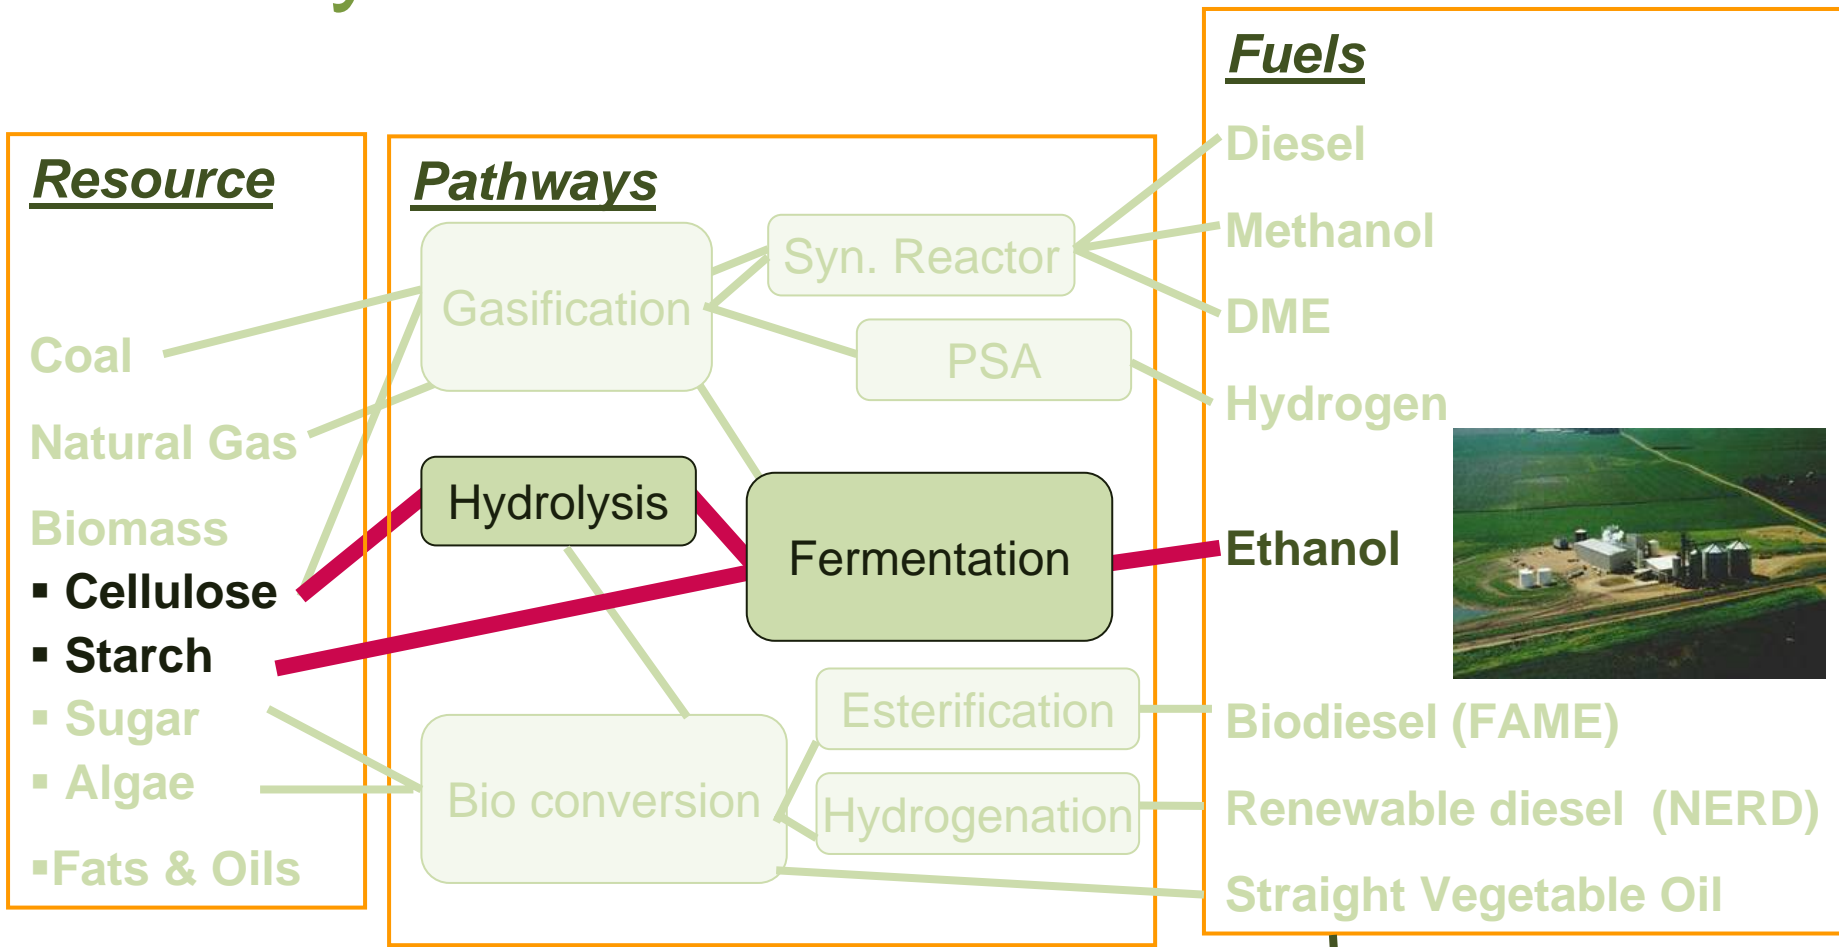 Resource
Coal
Natural Gas
Biomass
▪ Cellulose
▪ Starch
▪ Sugar
▪ Algae
▪Fats & Oils
Pathways
Gasification
Syn. Reactor
PSA
Hydrolysis
Fermentation
Bio conversion
Esterification
Hydrogenation
Fuels
Diesel
Methanol
DME
Hydrogen
Ethanol
Biodiesel (FAME)
Renewable diesel (NERD)
Straight Vegetable Oil